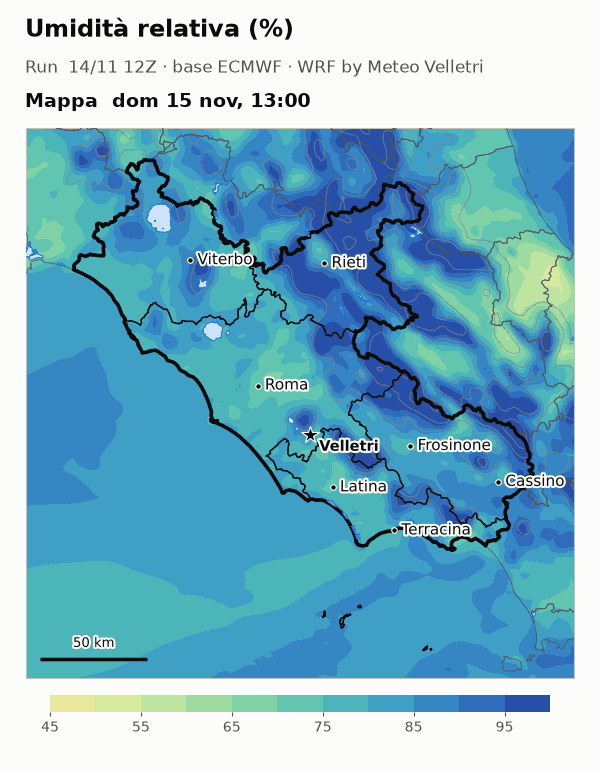 Umidità relativa (%)
Run  14/11 12Z · base ECMWF · WRF by Meteo Velletri
Mappa  dom 15 nov, 13:00
Viterbo
Rieti
Roma
Velletri
Frosinone
Cassino
Latina
Terracina
50 km
45 55 65 75 85 95